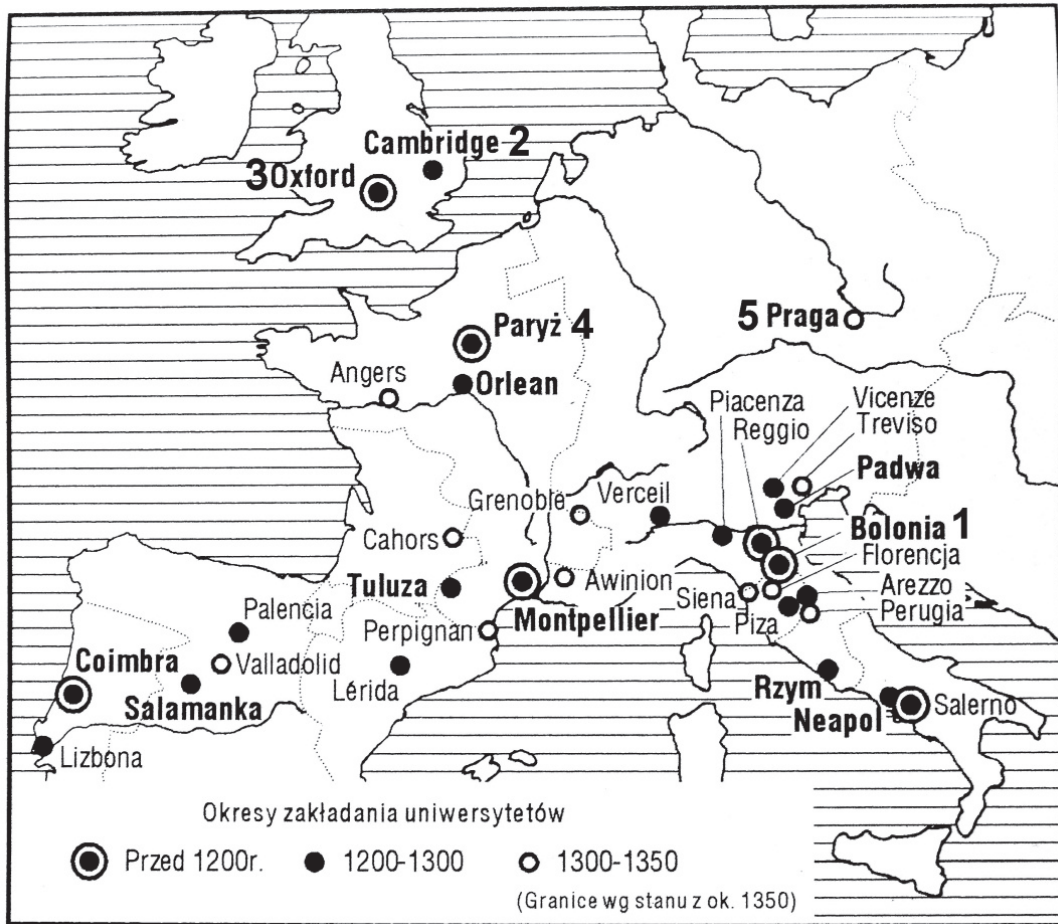 Cambridge 2
3Oxford
Paryż 4
5 Praga
Angers
Orlean
Piacenza
Reggio
Vicenze
Treviso
Padwa
Grenoble
Verceil
Bolonia 1
Cahors
Florencja
Awinion
Arezzo
Tuluza
Siena
Perugia
Palencia
Montpellier
Piza
Perpignan
Coimbra
Valladolid
Salamanka
Lérida
Rzym
Neapol
Salerno
Lizbona
Okresy zakładania uniwersytetów
Przed 1200r.
1200-1300
1300-1350
(Granice wg stanu z ok. 1350)